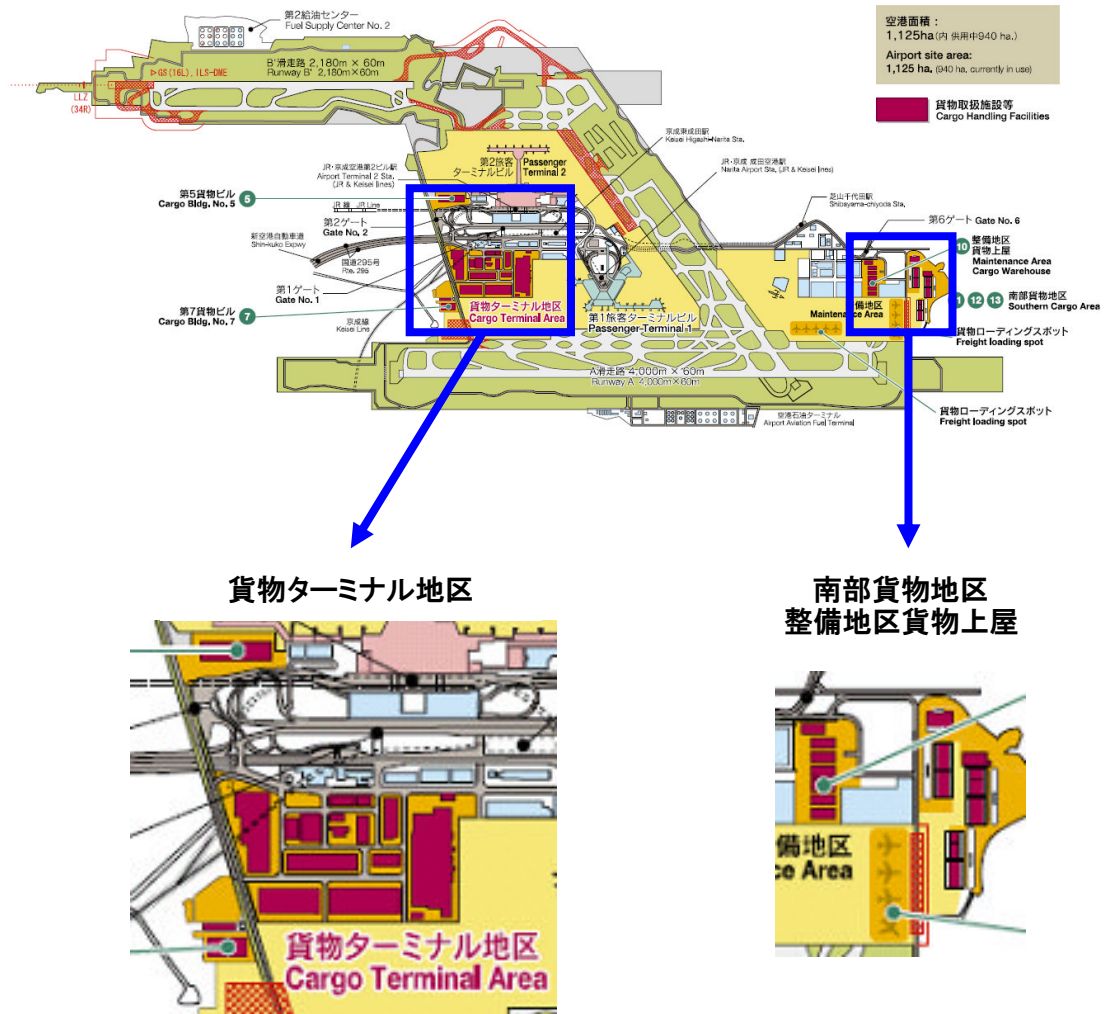 第2給油センター
Fuel Supply Center No. 2
空港面積：
1,125ha(内 供用中940 ha.)
Airport site area:
1,125 ha. (940 ha. currently in use)
貨物取扱施設等
Cargo Handling Facilities
B'滑走路 2,180m × 60m
Runway B' 2,180m×60m
GS(16L), ILS-DME
LLZ
(34R)
京成東成田駅
Keisei Higashi-Narita Sta.
JR・京成 成田空港駅
Narita Airport Sta. (JR & Keisei lines)
JR・京成空港第2ビル駅
Airport Terminal 2 Sta.
(JR & Keisei lines)
第2旅客
ターミナルビル
Passenger
Terminal 2
第5貨物ビル
Cargo Bldg. No. 5
5
JR 線 JR Line
第2ゲート
Gate No. 2
新空港自動車道
Shin-kuko Expwy
国道295号
Rte. 295
第1ゲート
Gate No. 1
第7貨物ビル
Cargo Bldg. No. 7
7
京成線
Keisei Line
貨物ターミナル地区
Cargo Terminal Area
第1旅客ターミナルビル
Passenger Terminal 1
芝山千代田駅
Shibayama-chiyoda Sta.
第6ゲート Gate No. 6
10
整備地区
貨物上屋
Maintenance Area
Cargo Warehouse
1 12 13
南部貨物地区
Southern Cargo Area
備地区
Maintenance Area
貨物ローディングスポット
Freight loading spot
A滑走路 4,000m × 60m
Runway A 4,000m×60m
空港石油ターミナル
Airport Aviation Fuel Terminal
貨物ローディングスポット
Freight loading spot
貨物ターミナル地区
南部貨物地区
整備地区貨物上屋
貨物ターミナル地区
Cargo Terminal Area
備地区
ce Area